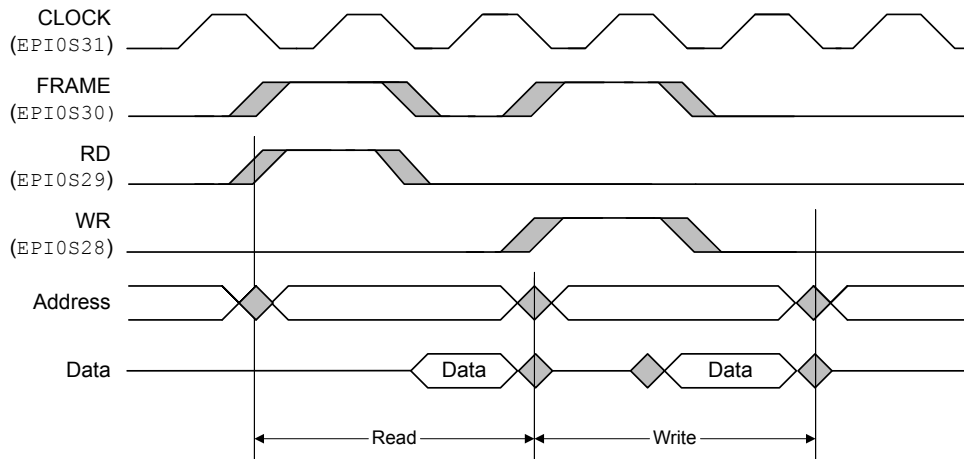 CLOCK
(EPI0S31)
FRAME
(EPI0S30)
RD
(EPI0S29)
WR
(EPI0S28)
Address
Data Data Data
Read Write